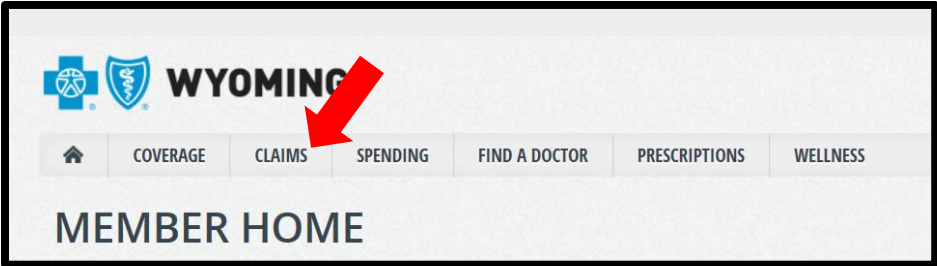 WYOMING
COVERAGE CLAIMS SPENDING FIND A DOCTOR PRESCRIPTIONS WELLNESS
MEMBER HOME